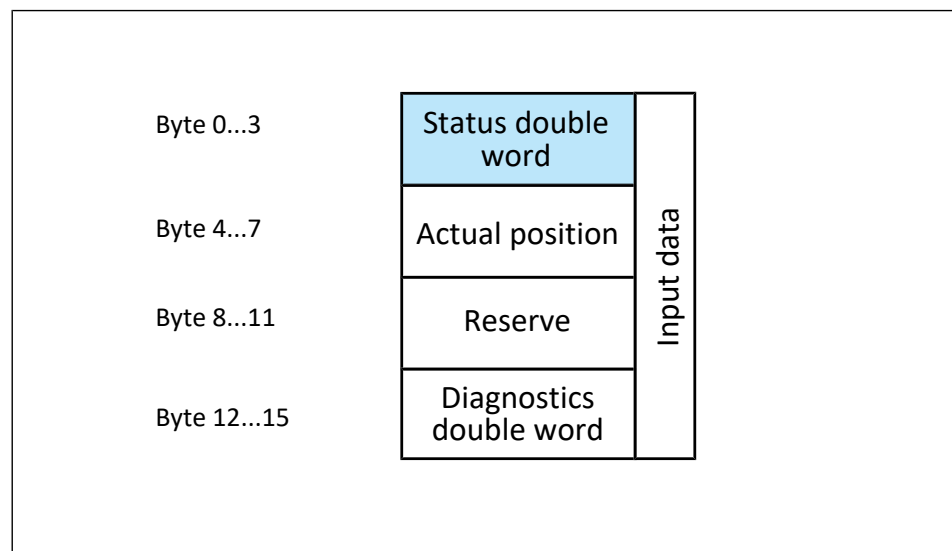 Byte 0...3
Status double
word
Byte 4...7
Actual position
Byte 8...11
Reserve
Byte 12...15
Diagnostics
double word
Input data